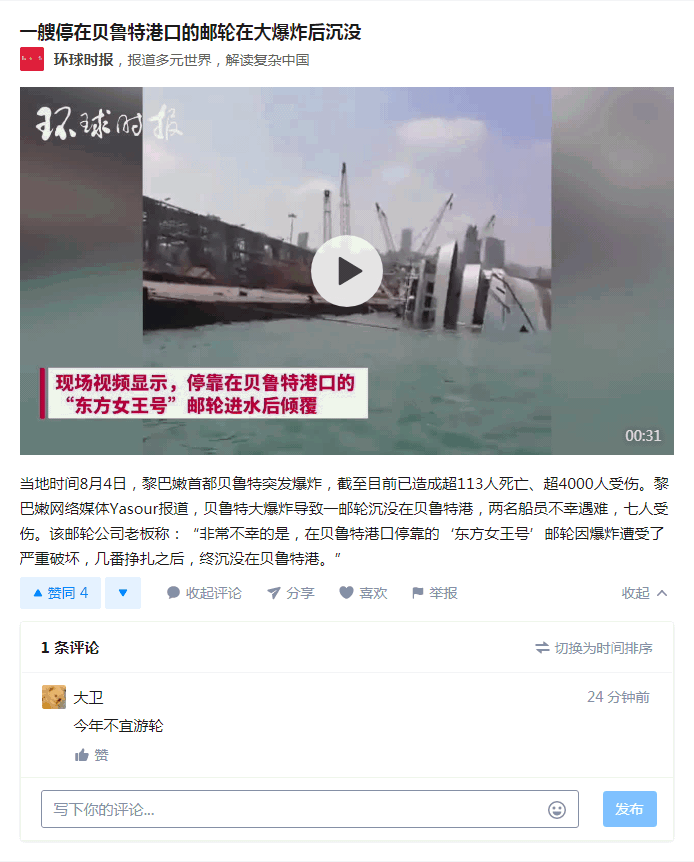 一艘停在贝鲁特港口的邮轮在大爆炸后沉没
环球时报，报道多元世界，解读复杂中国
环球时报
现场视频显示，停靠在贝鲁特港口的
“东方女王号”邮轮进水后倾覆
00:31
当地时间8月4日，黎巴嫩首都贝鲁特突发爆炸，截至目前已造成超113人死亡、超4000人受伤。黎
巴嫩网络媒体Yasour报道，贝鲁特大爆炸导致一邮轮沉没在贝鲁特港，两名船员不幸遇难，七人受
伤。该邮轮公司老板称：“非常不幸的是，在贝鲁特港口停靠的‘东方女王号’邮轮因爆炸遭受了
严重破坏，几番挣扎之后，终沉没在贝鲁特港。”
赞同 4 收起评论 分享 喜欢 举报 收起
1 条评论 切换为时间排序
大卫 24 分钟前
今年不宜游轮
赞
写下你的评论... 发布